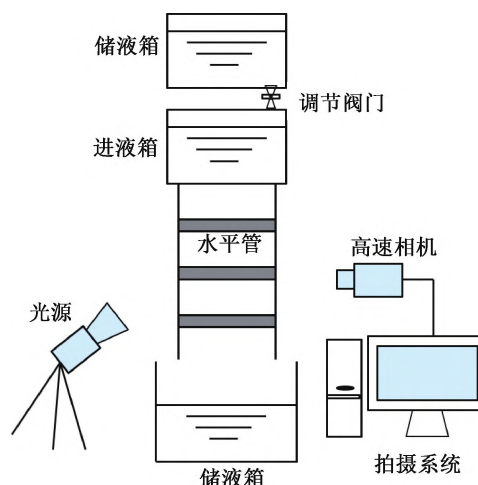 储液箱
调节阀门
进液箱
水平管
高速相机
光源
拍摄系统
储液箱